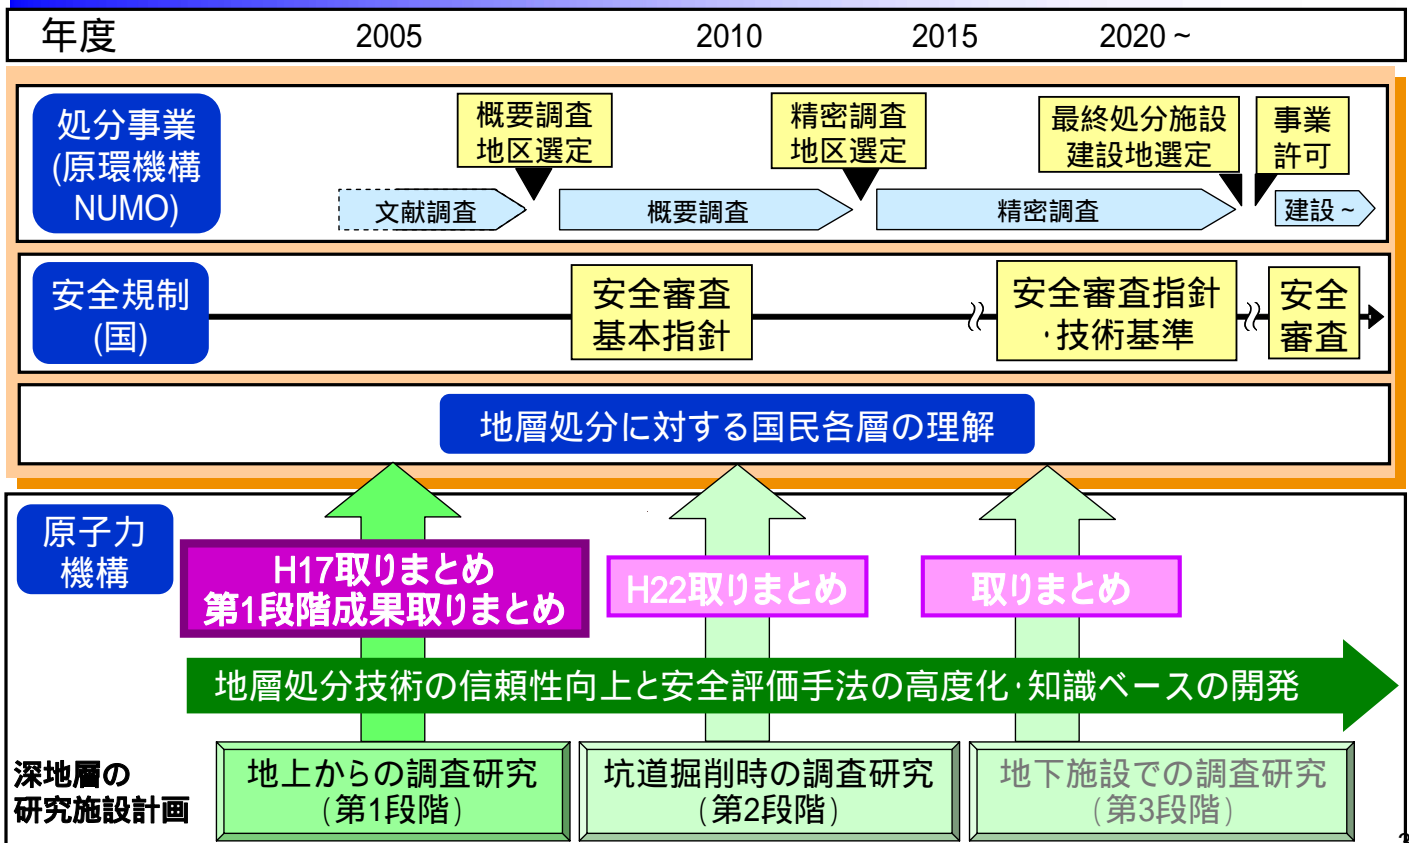 年度 2005 2010 2015 2020 ~
処分事業
(原環機構
NUMO)
概要調査
地区選定
精密調査
地区選定
最終処分施設
建設地選定
事業
許可
文献調査
概要調査
精密調査
建設 ~
安全規制
(国)
安全審査
基本指針
安全審査指針
・技術基準
安全
審査
地層処分に対する国民各層の理解
原子力
機構
H17取りまとめ
第1段階成果取りまとめ
H22取りまとめ
取りまとめ
地層処分技術の信頼性向上と安全評価手法の高度化・知識ベースの開発
深地層の
研究施設計画
地上からの調査研究
(第1段階)
坑道掘削時の調査研究
(第2段階)
地下施設での調査研究
(第3段階)